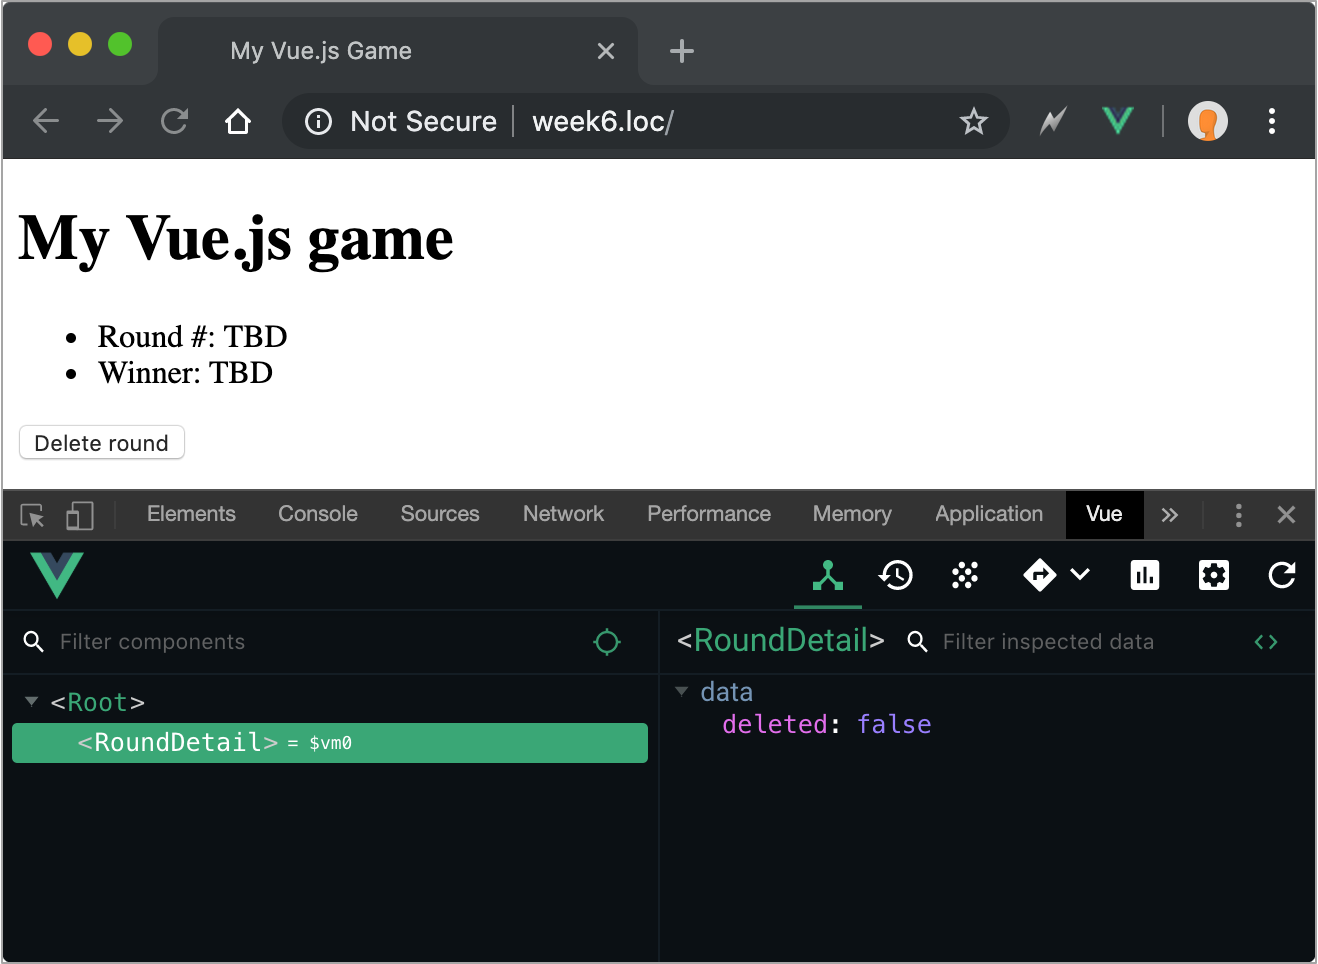 My Vue.js Game
Not Secure week6.loc/
My Vue.js game
Round #: TBD
Winner: TBD
Delete round
Elements Console Sources Network Performance Memory Application Vue
Filter components
<RoundDetail> Filter inspected data
<Root>
<RoundDetail> = $vm0
data
deleted: false